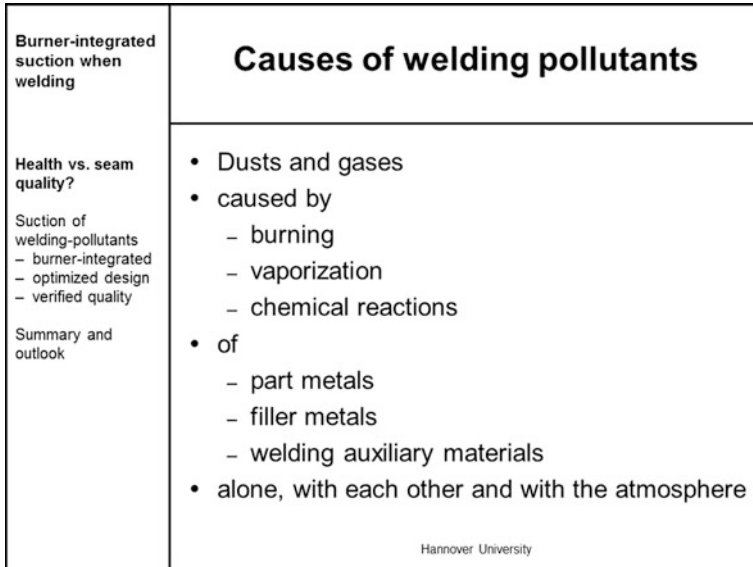 Burner-integrated
suction when
welding
Causes of welding pollutants
Health vs. seam
quality?
Suction of
welding-pollutants
– burner-integrated
– optimized design
– verified quality
Summary and
outlook
• Dusts and gases
• caused by
– burning
– vaporization
– chemical reactions
• of
– part metals
– filler metals
– welding auxiliary materials
• alone, with each other and with the atmosphere
Hannover University